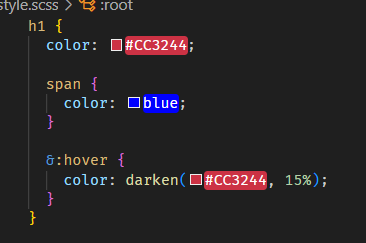 style.scss > :root
h1 {
color: #CC3244;
span {
color: blue;
}
&:hover {
color: darken(#CC3244, 15%);
}
}